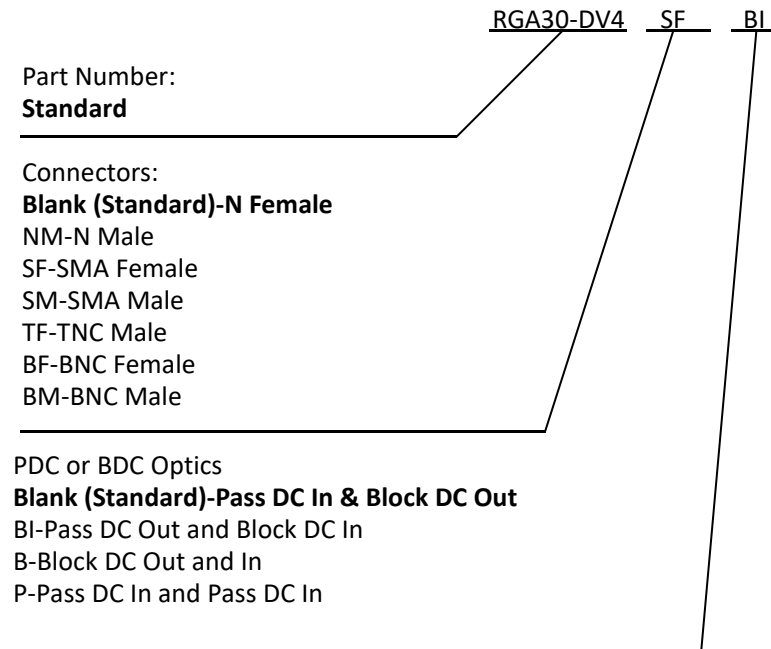 RGA30-DV4 SF BI
Part Number:
Standard
Connectors:
Blank (Standard)-N Female
NM-N Male
SF-SMA Female
SM-SMA Male
TF-TNC Male
BF-BNC Female
BM-BNC Male
PDC or BDC Optics
Blank (Standard)-Pass DC In & Block DC Out
BI-Pass DC Out and Block DC In
B-Block DC Out and In
P-Pass DC In and Pass DC In